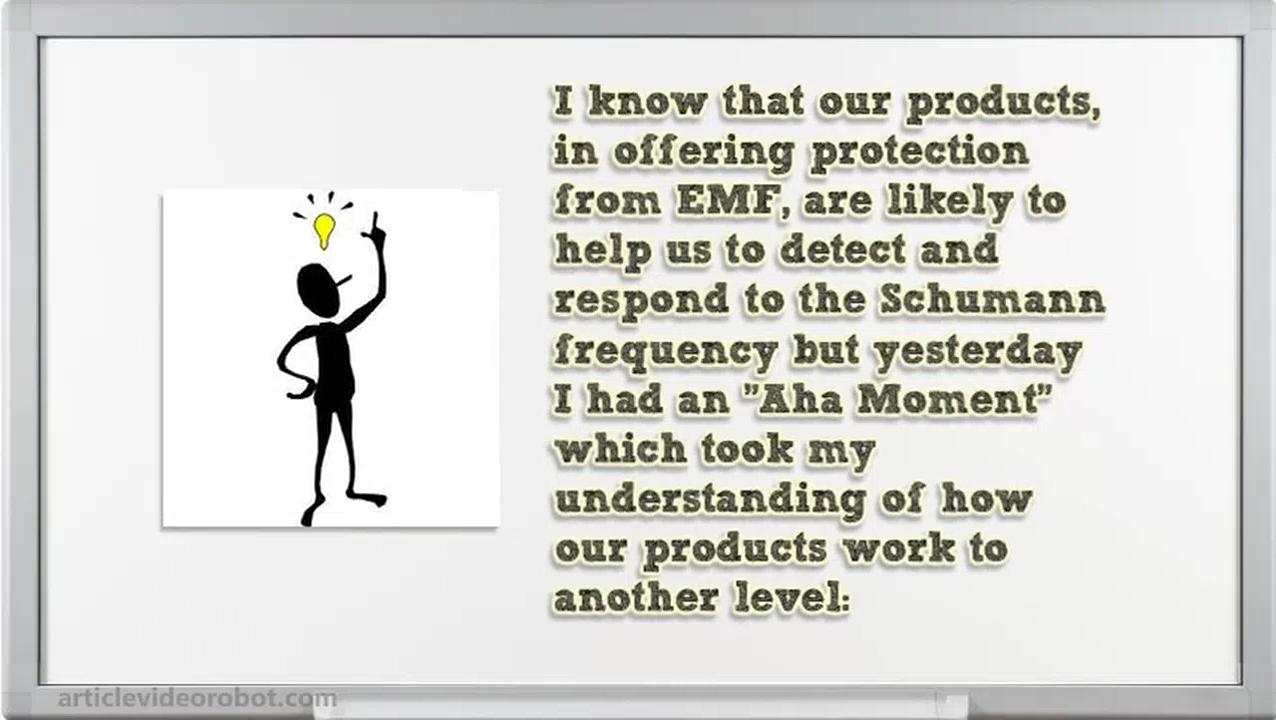 I know that our products,
in offering protection
from EMF, are likely to
help us to detect and
respond to the Schumann
frequency but yesterday
I had an "Aha Moment"
which took my
understanding of how
our products work to
another level:
articlevideorobot.com